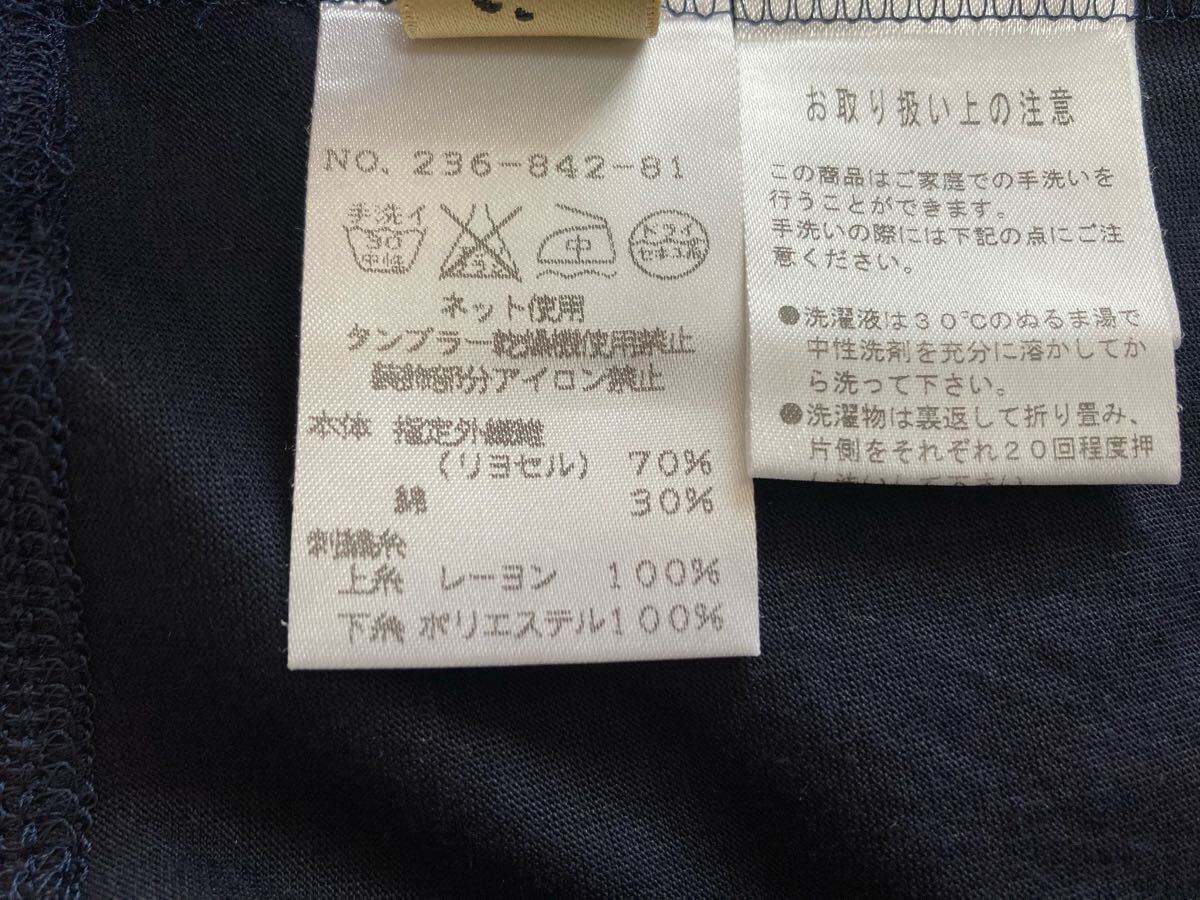 NO. 236-842-81
手洗イ
30
中性
中
ドライ
セキユ系
ネット使用
タンブラー乾燥機使用禁止
装飾部分アイロン禁止
本体 指定外繊維
(リヨセル) 70%
綿 30%
刺繍糸
上糸 レーヨン 100%
下糸 ポリエステル100%
お取り扱い上の注意
この商品はご家庭での手洗いを
行うことができます。
手洗いの際には下記の点にご注
意ください。
●洗濯液は30℃のぬるま湯で
中性洗剤を充分に溶かしてか
ら洗って下さい。
●洗濯物は裏返して折り畳み、
片側をそれぞれ20回程度押